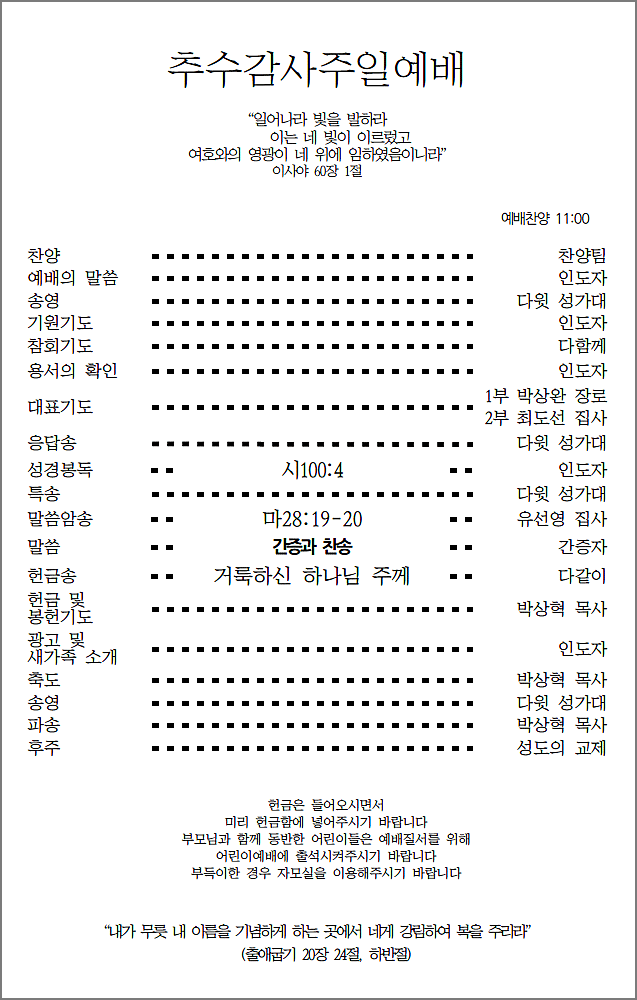 추수감사주일예배
“일어나라 빛을 발하라
이는 네 빛이 이르렀고
여호와의 영광이 네 위에 임하였음이니라”
이사야 60장 1절
예배찬양 11:00
찬양 찬양팀
예배의 말씀 인도자
송영 다윗 성가대
기원기도 인도자
참회기도 다함께
용서의 확인 인도자
대표기도 1부 박상완 장로
2부 최도선 집사
응답송 다윗 성가대
성경봉독 시100:4 인도자
특송 다윗 성가대
말씀암송 마28:19-20 유선영 집사
말씀 간증과 찬송 간증자
헌금송 거룩하신 하나님 주께 다같이
헌금 및
봉헌기도 박상혁 목사
광고 및
새가족 소개 인도자
축도 박상혁 목사
송영 다윗 성가대
파송 박상혁 목사
후주 성도의 교제
헌금은 들어오시면서
미리 헌금함에 넣어주시기 바랍니다
부모님과 함께 동반한 어린이들은 예배질서를 위해
어린이예배에 출석시켜주시기 바랍니다
부득이한 경우 자모실을 이용해주시기 바랍니다
“내가 무릇 내 이름을 기념하게 하는 곳에서 네게 강림하여 복을 주리라”
(출애굽기 20장 24절, 하반절)